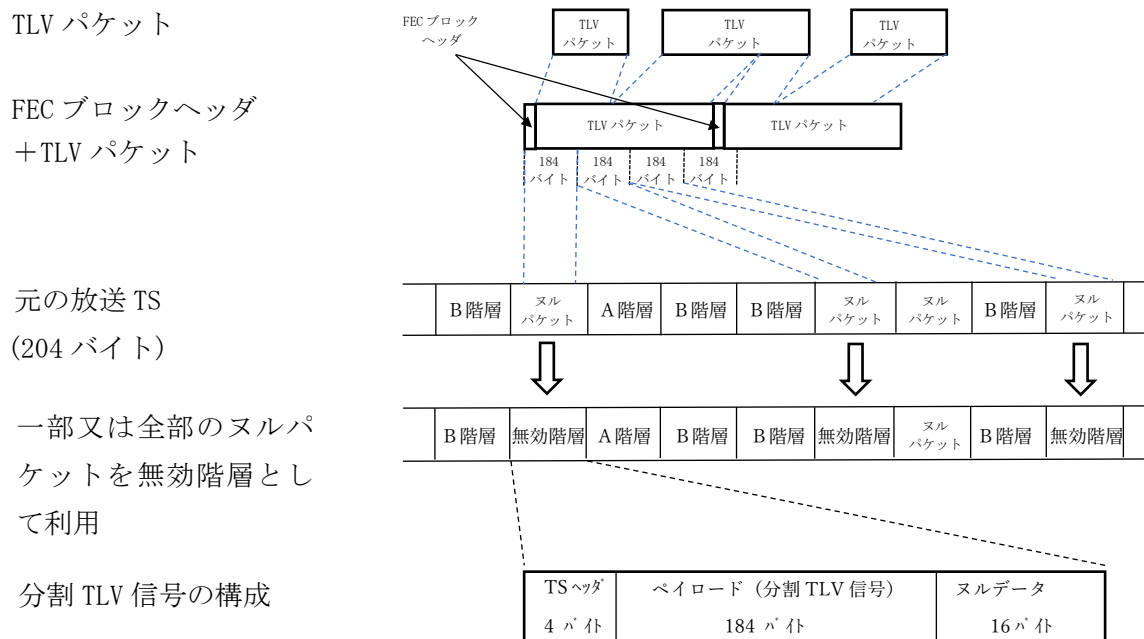 TLV パケット
FEC ブロック
ヘッダ
TLV
パケット
TLV
パケット
TLV
パケット
FEC ブロックヘッダ
+TLV パケット
TLV パケット
TLV パケット
184
バイト
184
バイト
184
バイト
184
バイト
元の放送 TS
(204 バイト)
B階層
ヌル
パケット
A階層
B階層
B階層
ヌル
パケット
ヌル
パケット
B階層
ヌル
パケット
一部又は全部のヌルパ
ケットを無効階層とし
て利用
B階層
無効階層
A階層
B階層
B階層
無効階層
ヌル
パケット
B階層
無効階層
分割 TLV 信号の構成
TS ヘッダ
4 バイト
ペイロード (分割 TLV 信号)
184 バイト
ヌルデータ
16 バイト